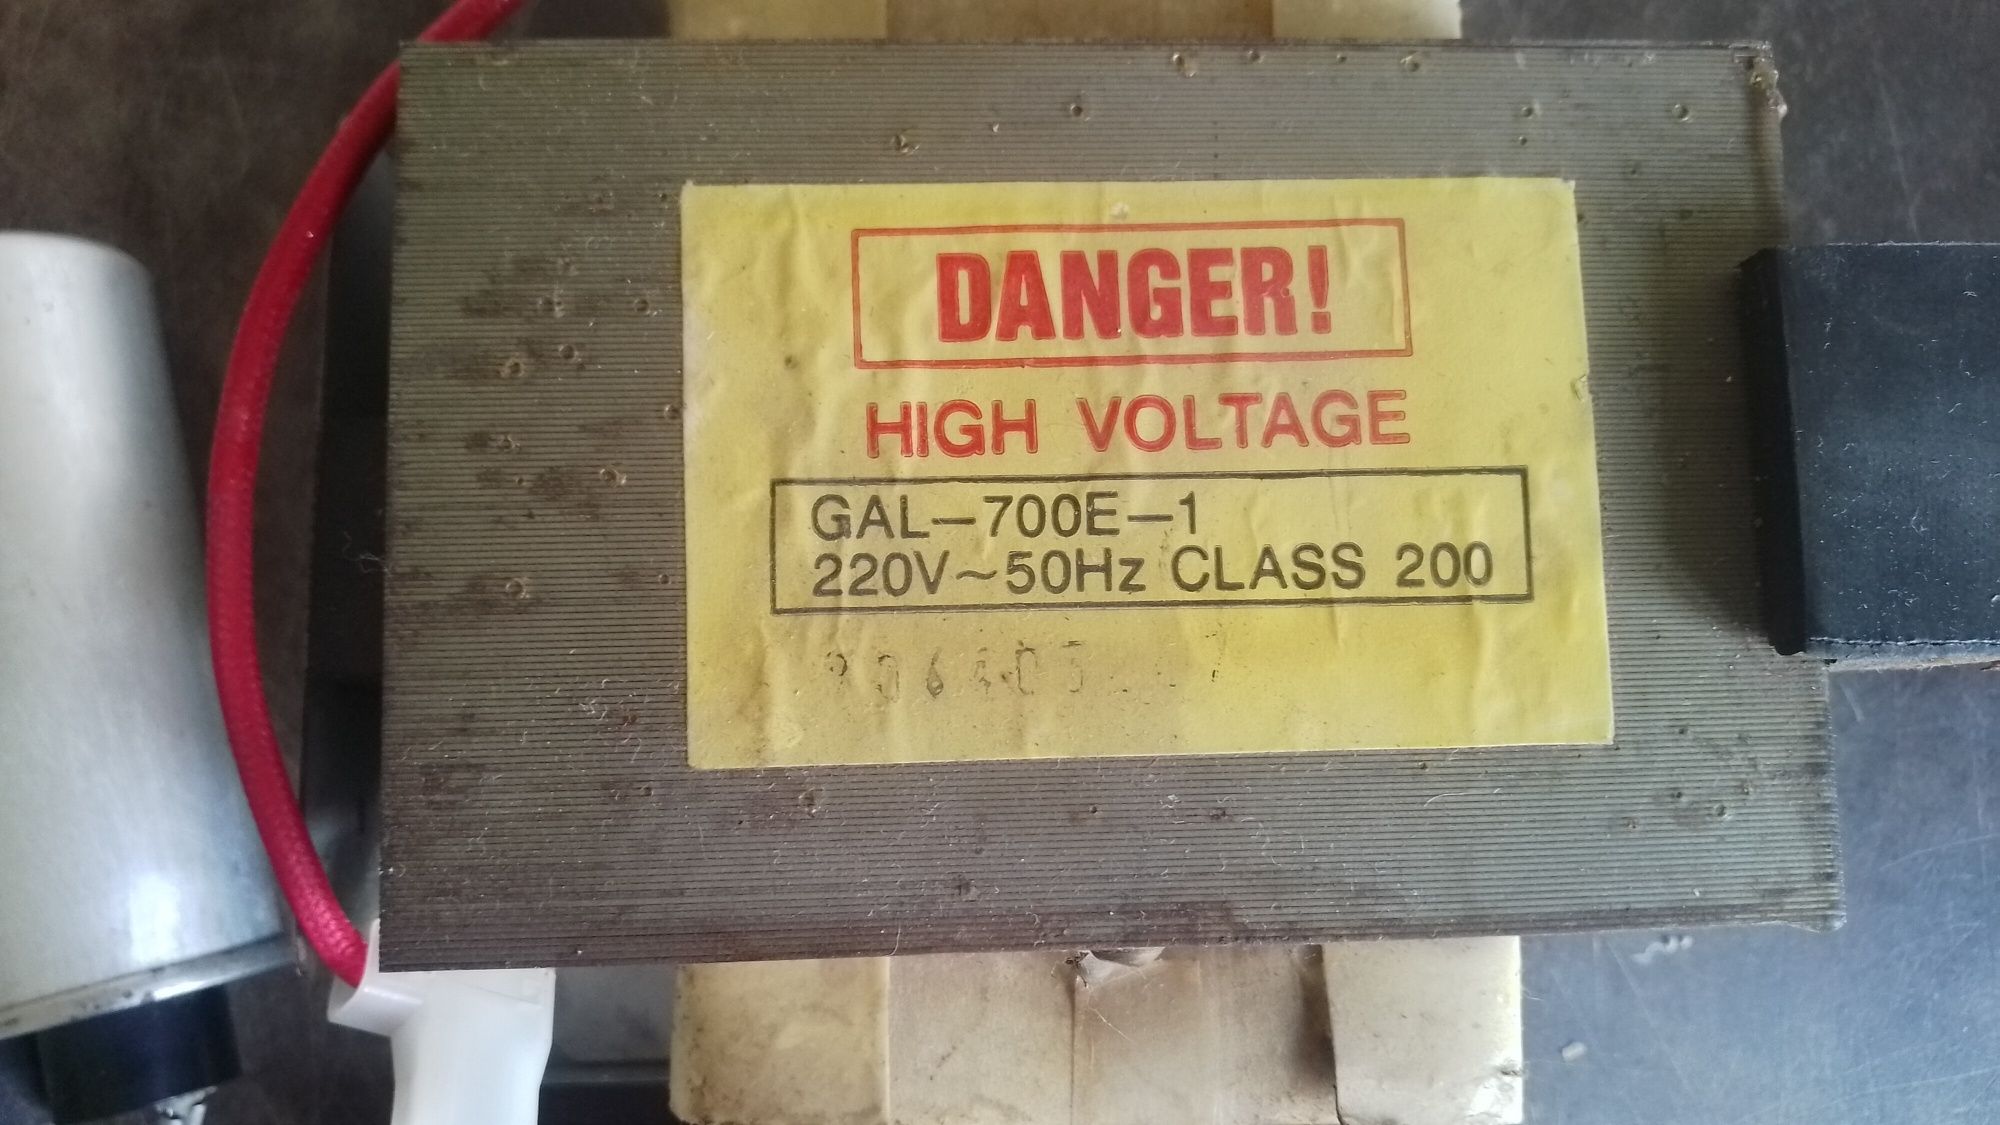 DANGER!
HIGH VOLTAGE
GAL-700E-1
220V~50Hz CLASS 200